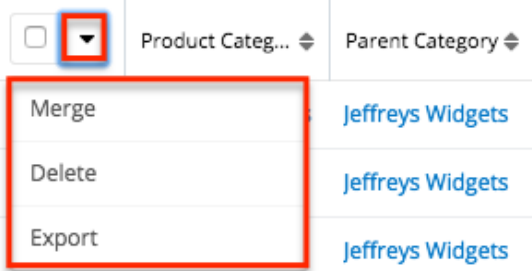 Product Categ... Parent Category
Merge Jeffreys Widgets
Delete Jeffreys Widgets
Export Jeffreys Widgets